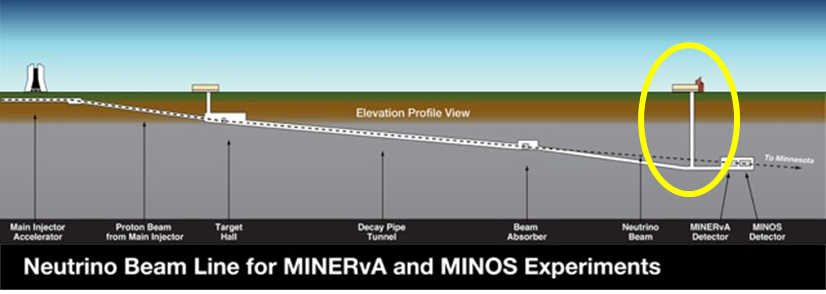 Elevation Profile View
To Minnesota
Main Injector
Accelerator
Proton Beam
from Main Injector
Target
Hall
Decay Pipe
Tunnel
Beam
Absorber
Neutrino
Beam
MINERvA
Detector
MINOS
Detector
Neutrino Beam Line for MINERvA and MINOS Experiments